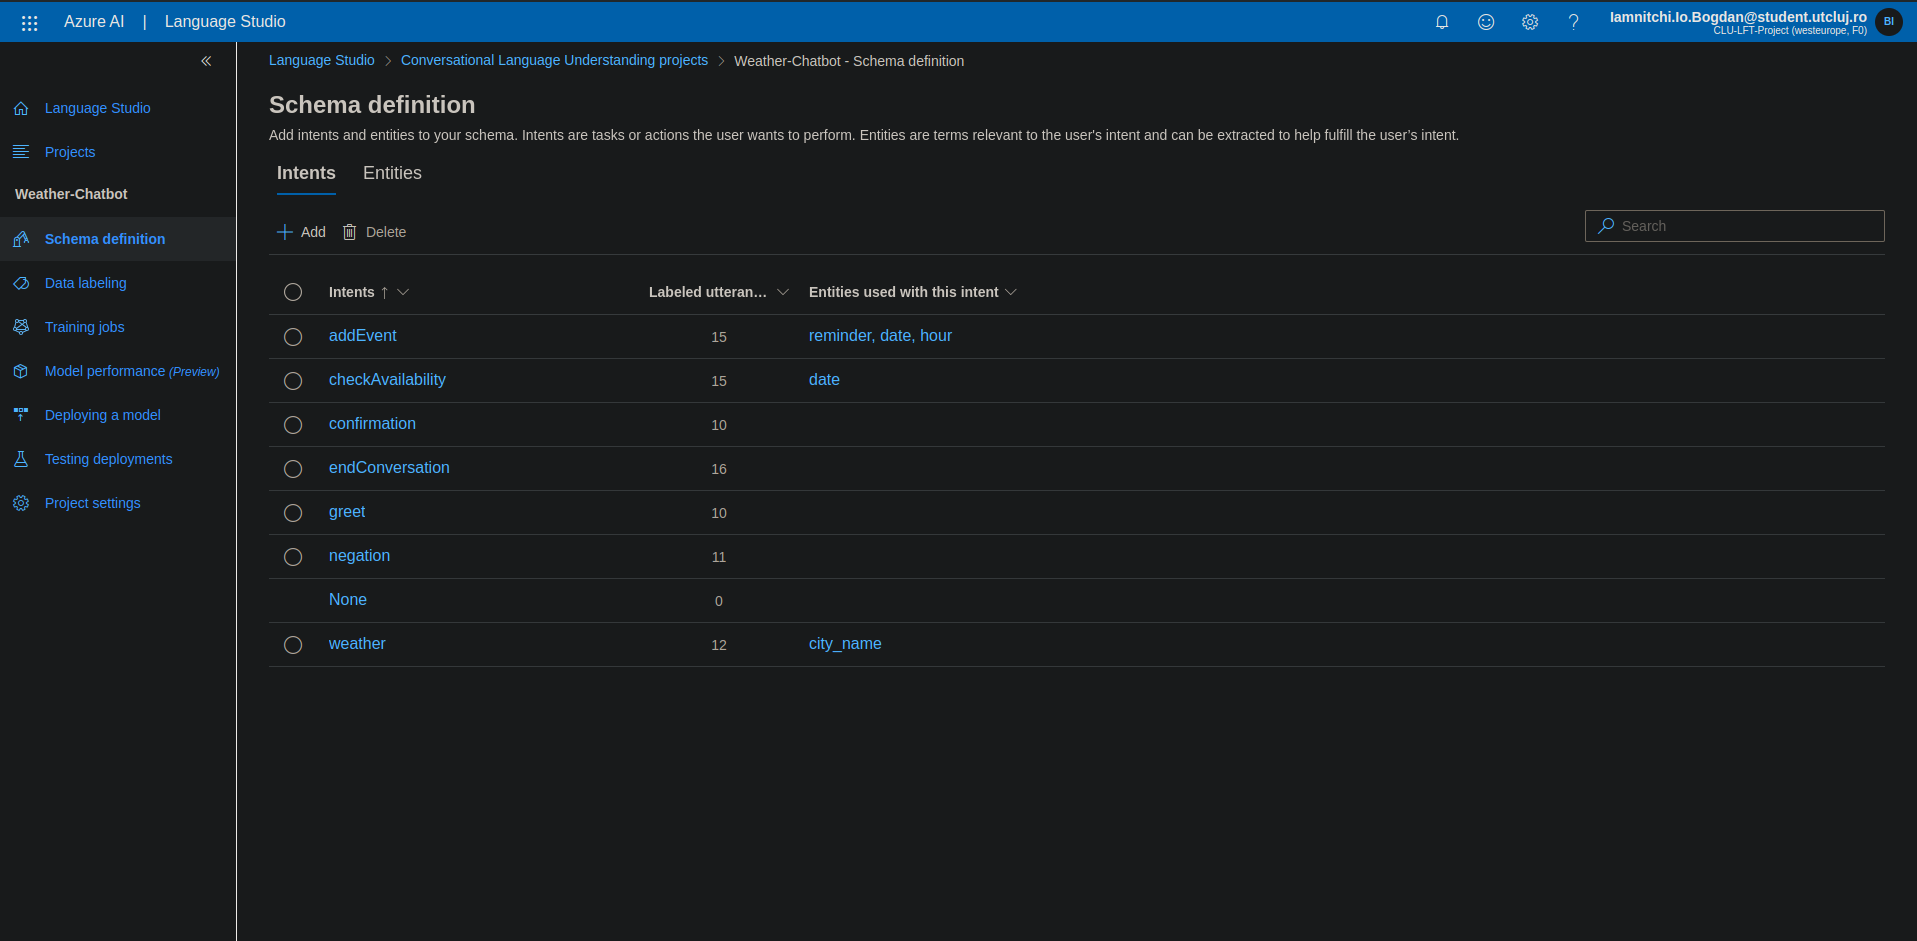 Azure AI | Language Studio
Iamnitchi.Io.Bogdan@student.utcluj.ro
CLU-LFT-Project (westeurope, F0)
BI
Language Studio
Projects
Weather-Chatbot
Schema definition
Data labeling
Training jobs
Model performance (Preview)
Deploying a model
Testing deployments
Project settings
Language Studio > Conversational Language Understanding projects > Weather-Chatbot - Schema definition
Schema definition
Add intents and entities to your schema. Intents are tasks or actions the user wants to perform. Entities are terms relevant to the user's intent and can be extracted to help fulfill the user’s intent.
Intents Entities
Add Delete
Search
Intents ↑ Labeled utteran... Entities used with this intent
addEvent 15 reminder, date, hour
checkAvailability 15 date
confirmation 10
endConversation 16
greet 10
negation 11
None 0
weather 12 city_name